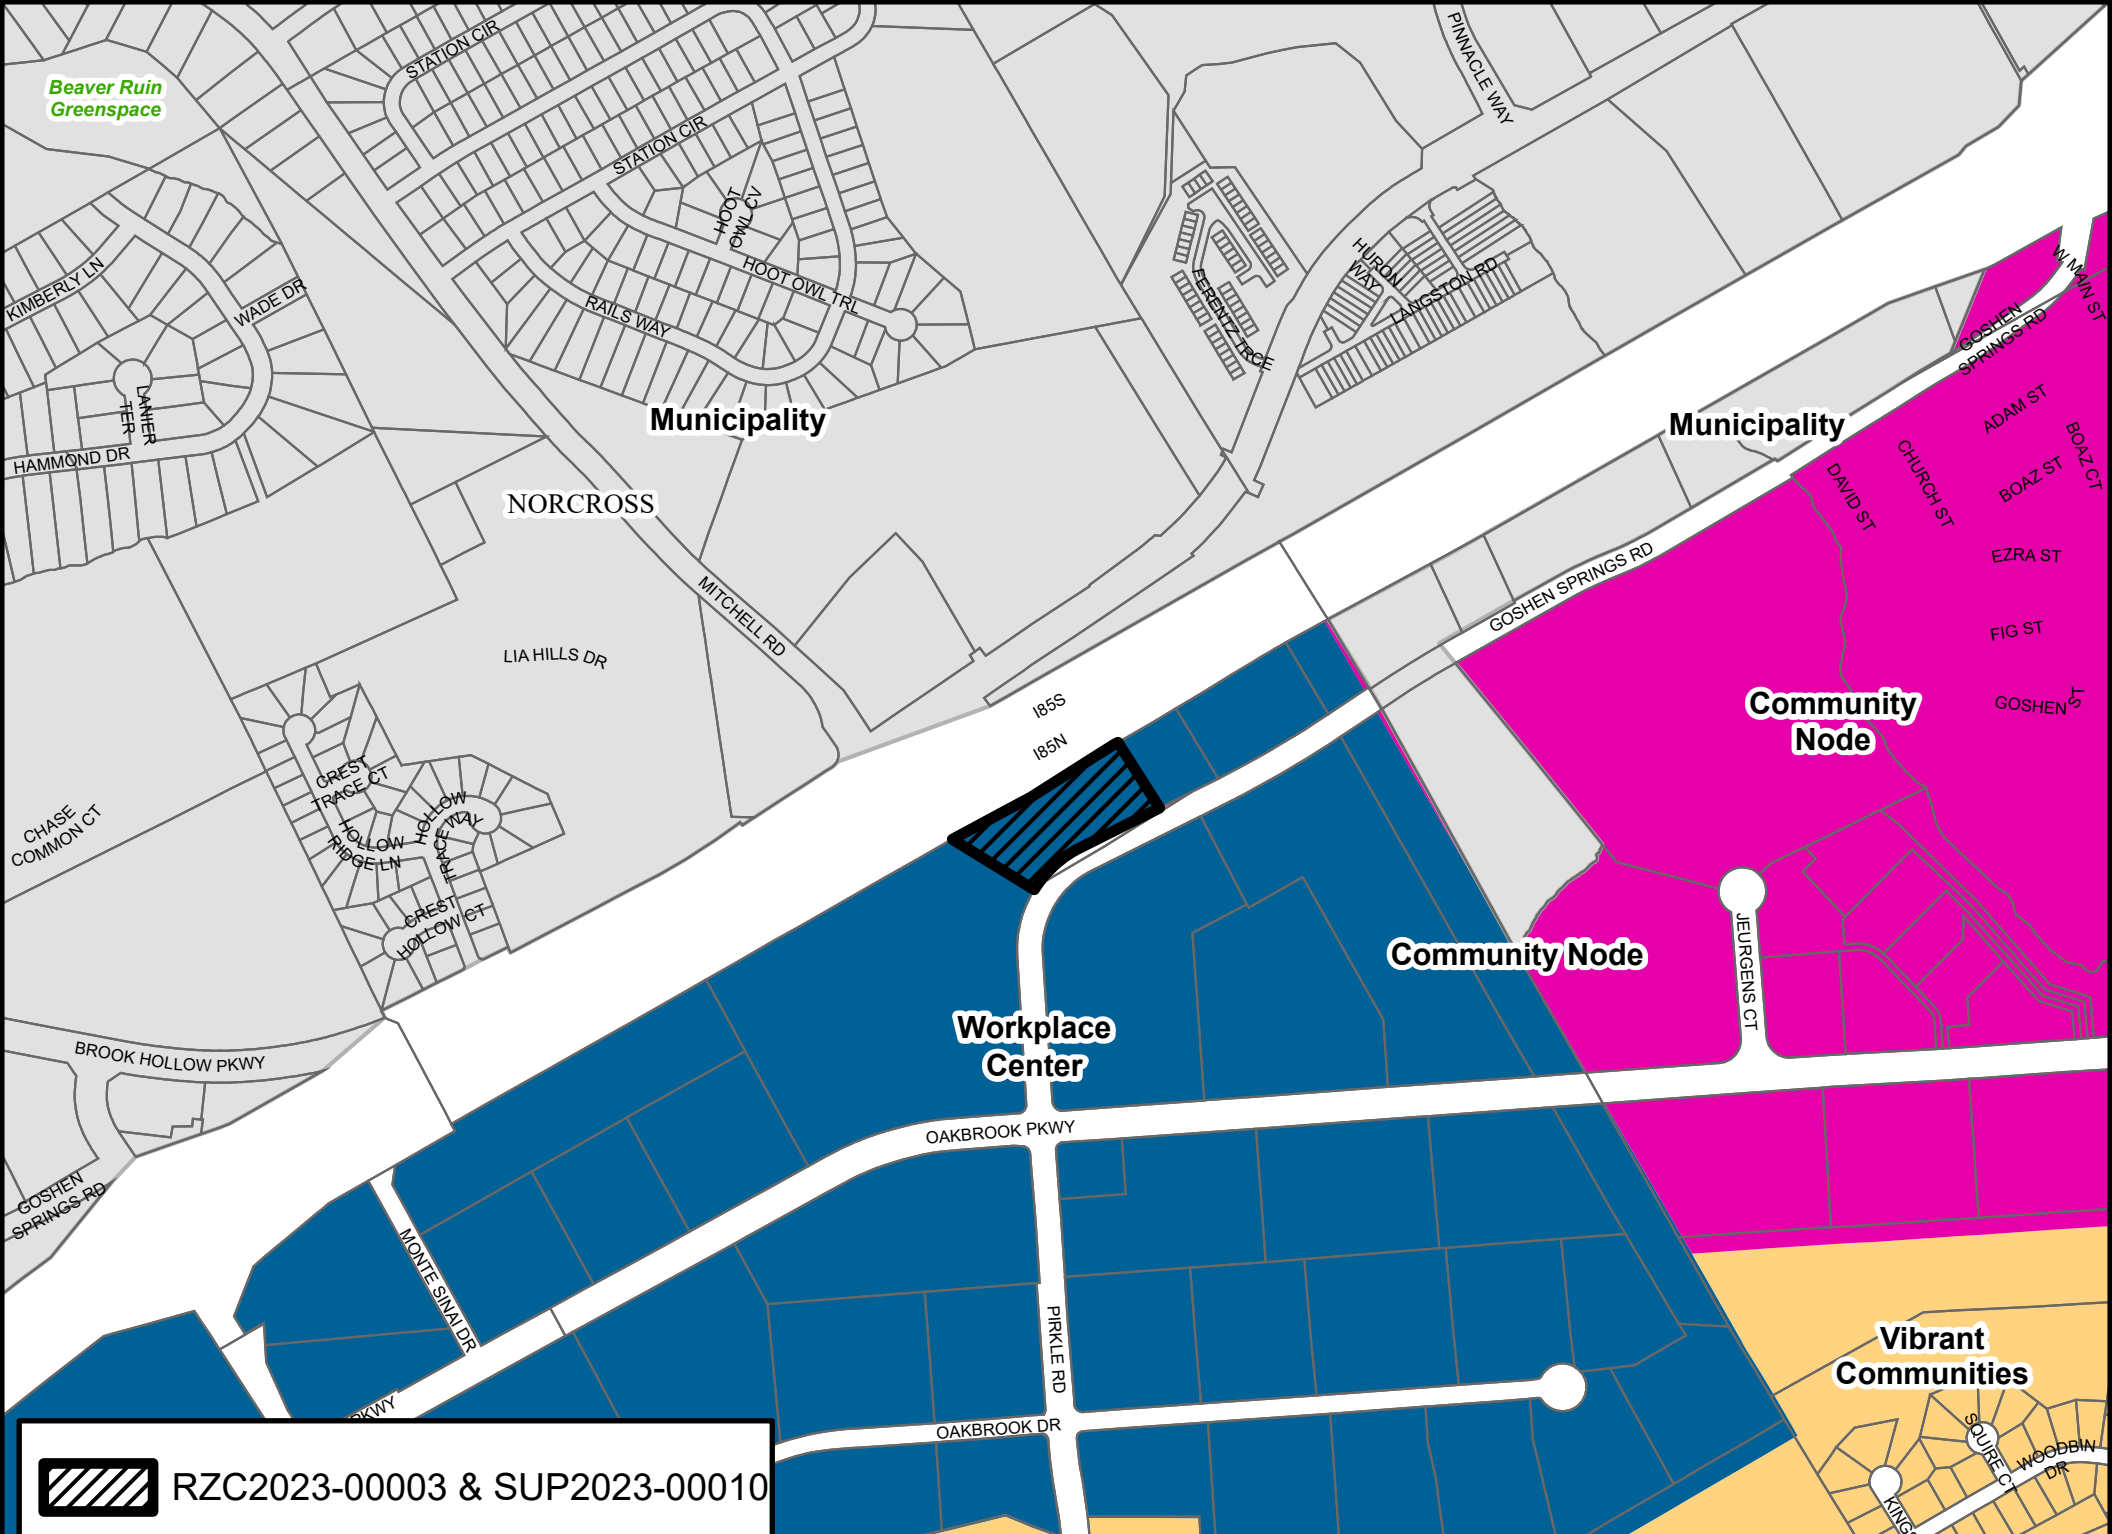 STATION CIR
PINNACLE WAY
Beaver Ruin
Greenspace
STATION CIR
HOOT
OWL CV
KIMBERLY LN
WADE DR
HOOT OWL TRL
RAILS WAY
HURON
WAY
LANGSTON RD
FERENTZ TRCE
W MAIN ST
GOSHEN
SPRINGS RD
LANIER
TER
HAMMOND DR
Municipality
Municipality
ADAM ST
BOAZ CT
CHURCH ST
DAVID ST
BOAZ ST
NORCROSS
EZRA ST
GOSHEN SPRINGS RD
MITCHELL RD
FIG ST
LIA HILLS DR
I85S
I85N
Community
Node
GOSHEN ST
CREST
TRACE CT
HOLLOW
WAY
HOLLOW
RIDGE LN
TRACE
CHASE
COMMON CT
CREST
HOLLOW CT
JEURGENS CT
Community Node
Workplace
Center
BROOK HOLLOW PKWY
OAKBROOK PKWY
GOSHEN
SPRINGS RD
MONTE SINAI DR
PIRKLE RD
Vibrant
Communities
PKWY
OAKBROOK DR
SQUIRE CT
WOODBIN
DR
KINGS
RZC2023-00003 & SUP2023-00010